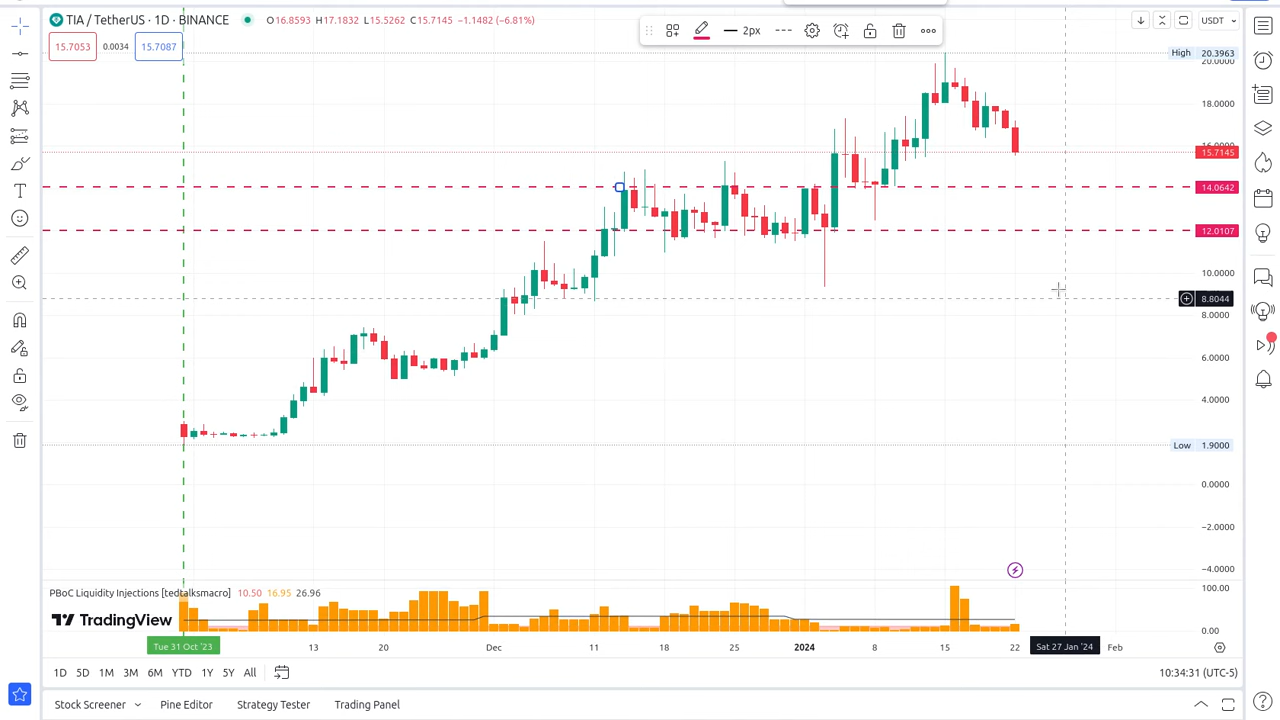 TIA / TetherUS · 1D · BINANCE
O16.8593 H17.1832 L15.5262 C15.7145 −1.1482 (−6.81%)
15.7053
0.0034
15.7087
2px
USDT
High 20.3963
20.0000
18.0000
16.0000
15.7145
14.0642
12.0107
10.0000
8.8044
8.0000
6.0000
4.0000
Low 1.9000
0.0000
−2.0000
−4.0000
PBoC Liquidity Injections [tedtalksmacro] 10.50 16.95 26.96
100.00
TradingView
0.00
Tue 31 Oct '23
13
20
Dec
11
18
25
2024
8
15
22
Sat 27 Jan '24
Feb
1D 5D 1M 3M 6M YTD 1Y 5Y All
10:34:31 (UTC-5)
Stock Screener Pine Editor Strategy Tester Trading Panel